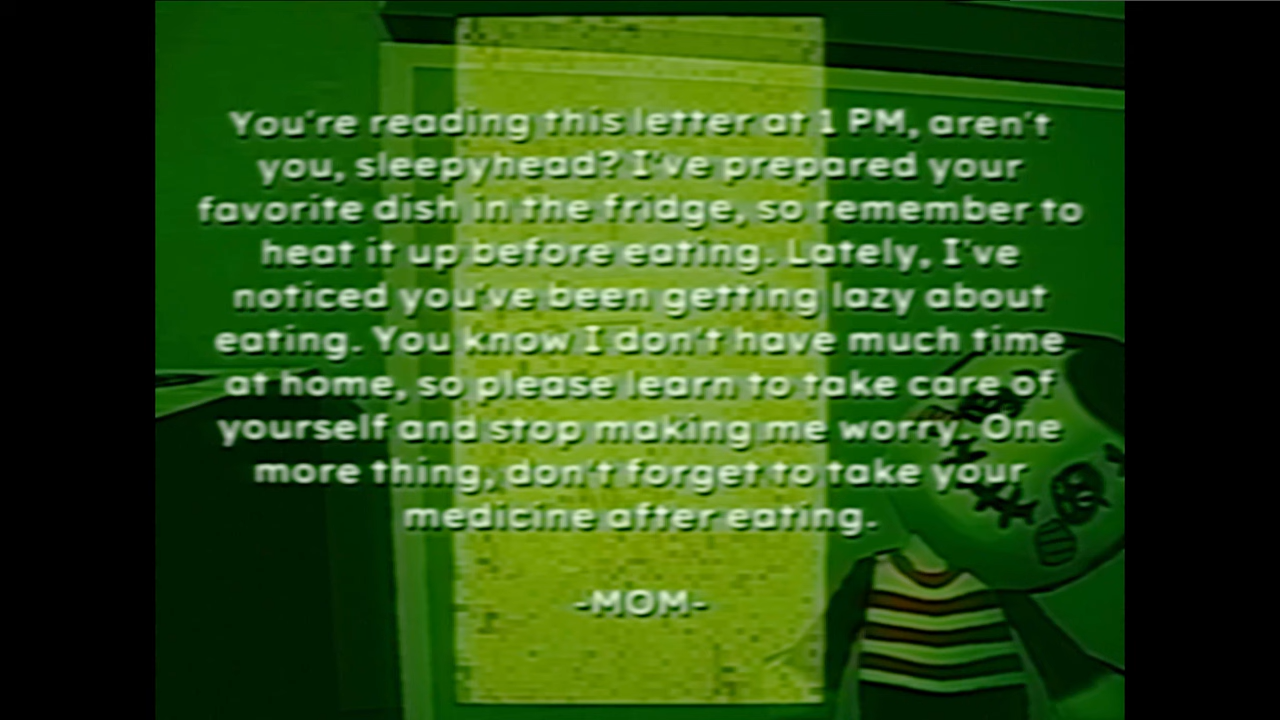 You're reading this letter at 1 PM, aren't
you, sleepyhead? I've prepared your
favorite dish in the fridge, so remember to
heat it up before eating. Lately, I've
noticed you've been getting lazy about
eating. You know I don't have much time
at home, so please learn to take care of
yourself and stop making me worry. One
more thing, don't forget to take your
medicine after eating.
-MOM-